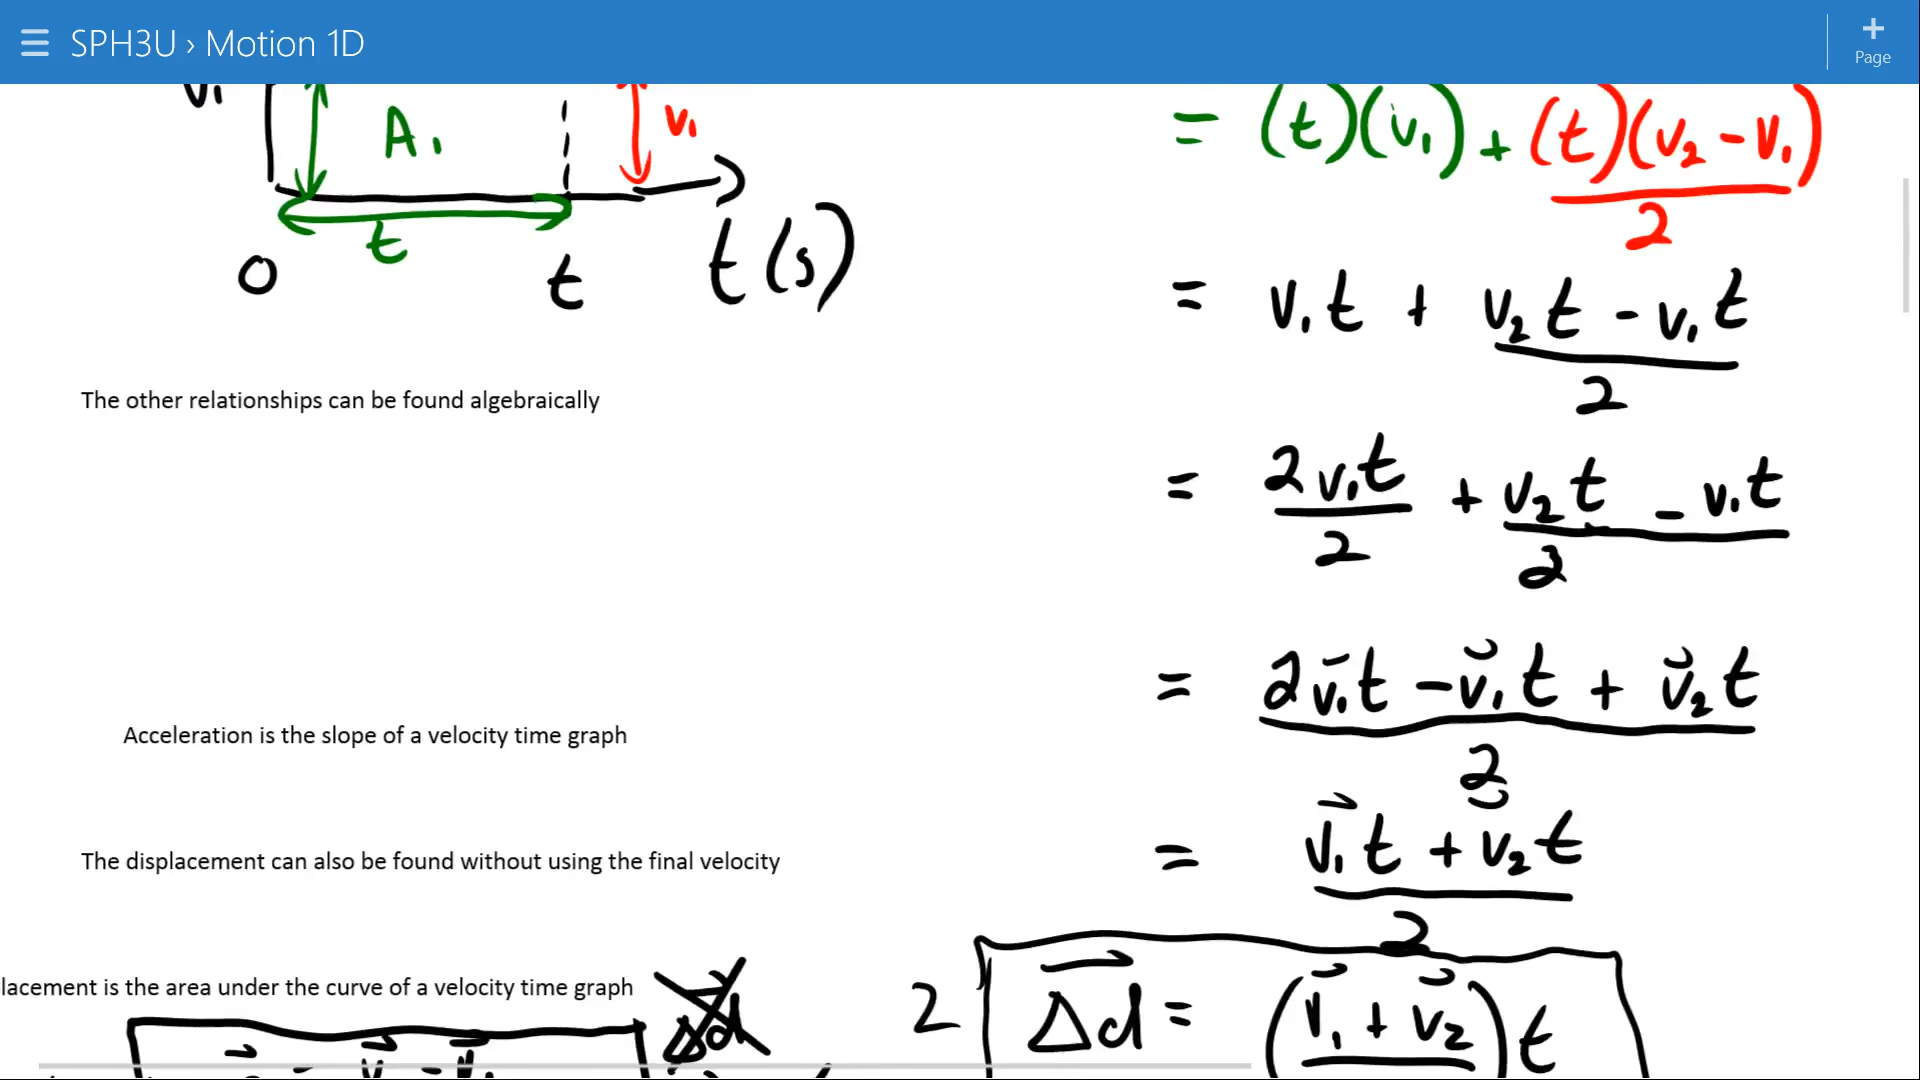 SPH3U › Motion 1D
Page
v₁
A₁
v₁
t
0
t
t (s)
= (t)(v₁) + (t)(v₂ - v₁)
2
= v₁t + v₂t - v₁t
2
The other relationships can be found algebraically
= 2v₁t + v₂t - v₁t
2 2
Acceleration is the slope of a velocity time graph
= 2v₁t - v₁t + v₂t
2
The displacement can also be found without using the final velocity
= v₁t + v₂t
2
lacement is the area under the curve of a velocity time graph
Δd
2 Δd = (v₁ + v₂) t